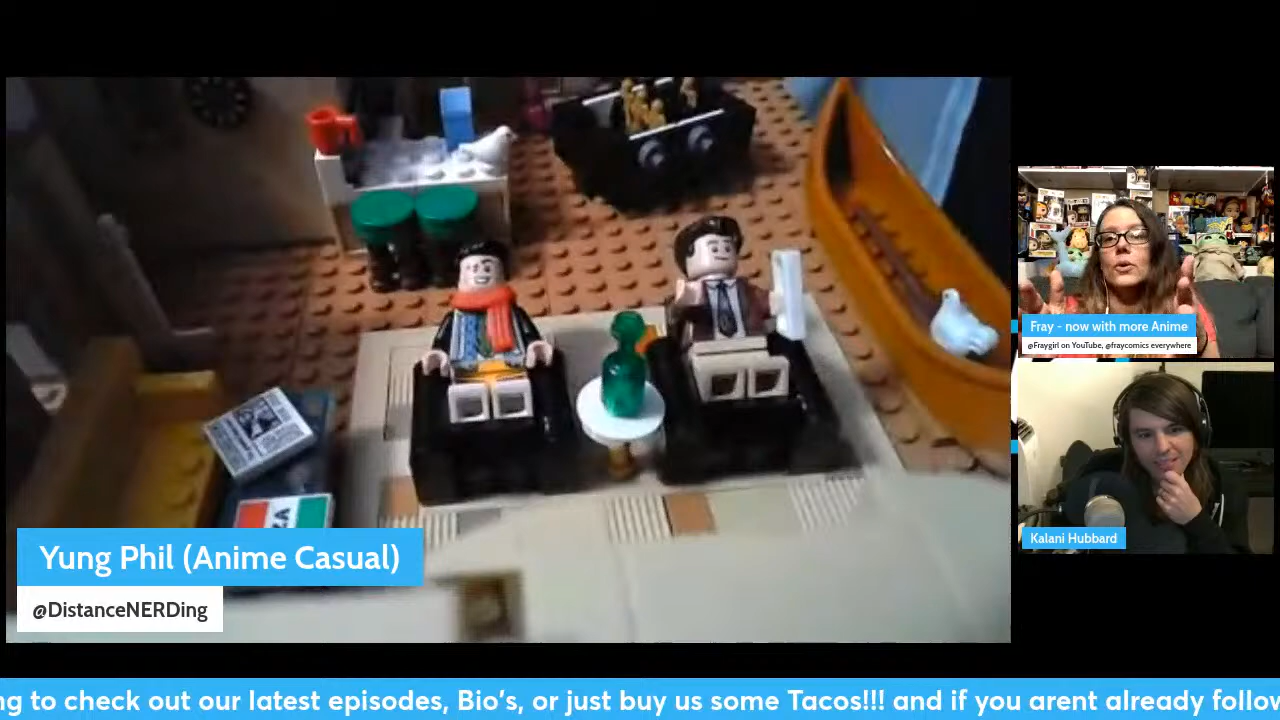 Fray - now with more Anime
@Fraygirl on YouTube, @fraycomics everywhere
Kalani Hubbard
Yung Phil (Anime Casual)
@DistanceNERDing
ng to check out our latest episodes, Bio's, or just buy us some Tacos!!! and if you arent already follow